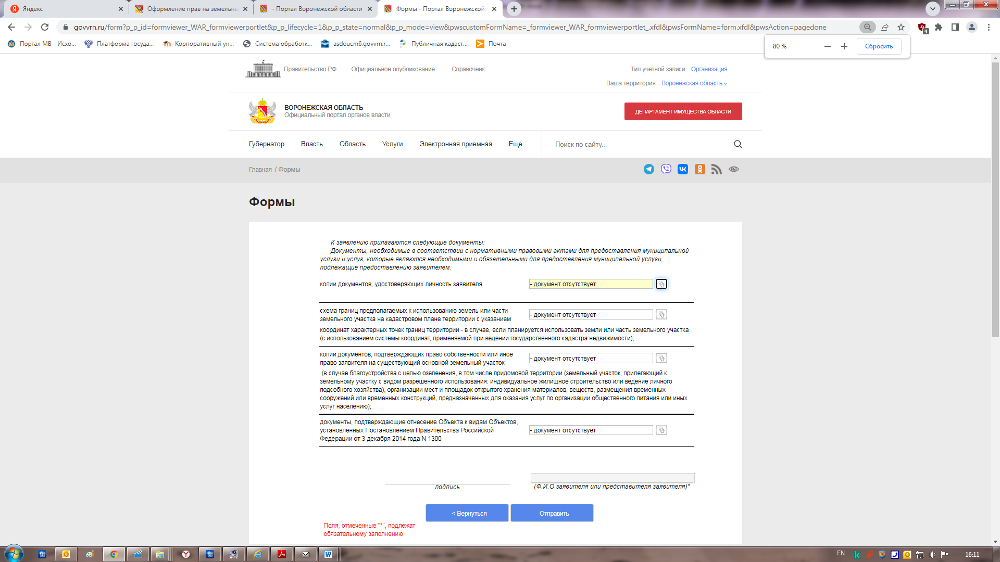 Яндекс
Оформление прав на земельны
- Портал Воронежской области
Формы - Портал Воронежской о
govvrn.ru/form?p_p_id=formviewer_WAR_formviewerportlet&p_p_lifecycle=1&p_p_state=normal&p_p_mode=view&pwscustomFormName=_formviewer_WAR_formviewerportlet_.xfdl&pwsFormName=form.xfdl&pwsAction=pagedone
4
Портал МВ - Исхо...
Платформа госуда...
Корпоративный ун...
Система обработк...
asdoucm6.govvrn.r...
Публичная кадаст...
Почта
80 %
Сбросить
Правительство РФ
Официальное опубликование
Справочник
Тип учетной записи Организация
Ваша территория Воронежская область
ВОРОНЕЖСКАЯ ОБЛАСТЬ
Официальный портал органов власти
ДЕПАРТАМЕНТ ИМУЩЕСТВА ОБЛАСТИ
Губернатор
Власть
Область
Услуги
Электронная приемная
Еще
Поиск по сайту...
Главная / Формы
Формы
К заявлению прилагаются следующие документы:
Документы, необходимые в соответствии с нормативными правовыми актами для предоставления муниципальной
услуги и услуг, которые являются необходимыми и обязательными для предоставления муниципальной услуги,
подлежащие предоставлению заявителем:
копии документов, удостоверяющих личность заявителя
- документ отсутствует
схема границ предполагаемых к использованию земель или части
земельного участка на кадастровом плане территории с указанием
- документ отсутствует
координат характерных точек границ территории - в случае, если планируется использовать земли или часть земельного участка
(с использованием системы координат, применяемой при ведении государственного кадастра недвижимости);
копии документов, подтверждающих право собственности или иное
право заявителя на существующий основной земельный участок
- документ отсутствует
(в случае благоустройства с целью озеленения, в том числе придомовой территории (земельный участок, прилегающий к
земельному участку с видом разрешенного использования: индивидуальное жилищное строительство или ведение личного
подсобного хозяйства), организации мест и площадок открытого хранения материалов, веществ, размещения временных
сооружений или временных конструкций, предназначенных для оказания услуг по организации общественного питания или иных
услуг населению);
документы, подтверждающие отнесение Объекта к видам Объектов,
установленных Постановлением Правительства Российской
Федерации от 3 декабря 2014 года N 1300
- документ отсутствует
подпись
(Ф.И.О заявителя или представителя заявителя)*
< Вернуться
Отправить
Поля, отмеченные "*", подлежат
обязательному заполнению
EN
16:11